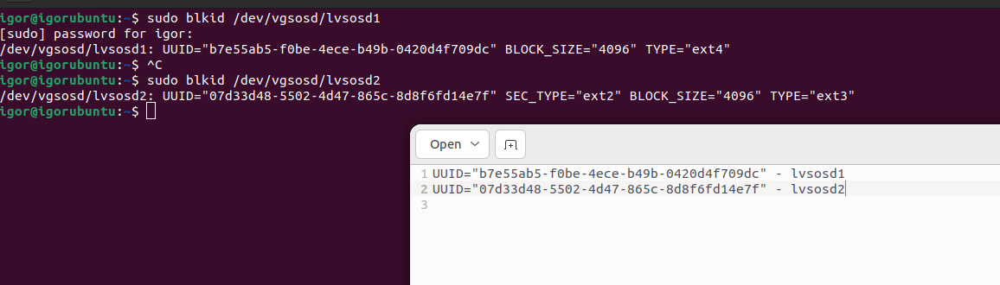 igor@igorubuntu:~$ sudo blkid /dev/vgsosd/lvsosd1
[sudo] password for igor:
/dev/vgsosd/lvsosd1: UUID="b7e55ab5-f0be-4ece-b49b-0420d4f709dc" BLOCK_SIZE="4096" TYPE="ext4"
igor@igorubuntu:~$ ^C
igor@igorubuntu:~$ sudo blkid /dev/vgsosd/lvsosd2
/dev/vgsosd/lvsosd2: UUID="07d33d48-5502-4d47-865c-8d8f6fd14e7f" SEC_TYPE="ext2" BLOCK_SIZE="4096" TYPE="ext3"
igor@igorubuntu:~$
Open
1 UUID="b7e55ab5-f0be-4ece-b49b-0420d4f709dc" - lvsosd1
2 UUID="07d33d48-5502-4d47-865c-8d8f6fd14e7f" - lvsosd2
3